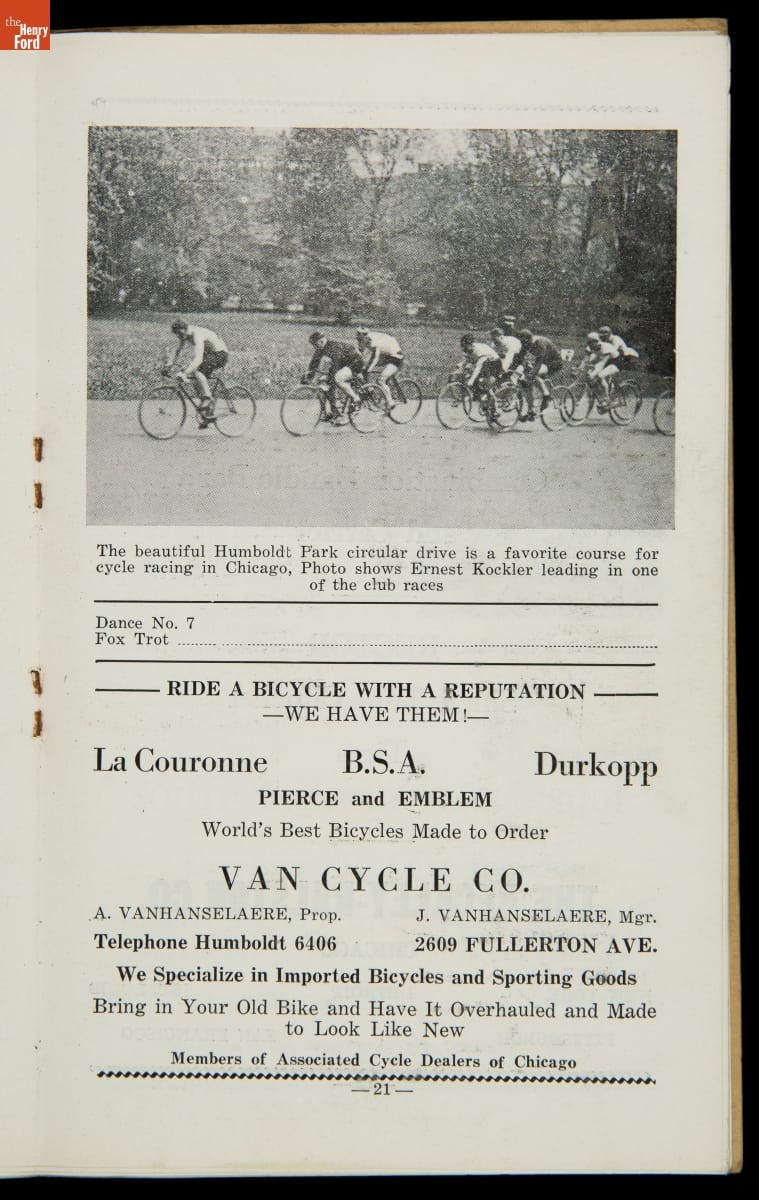 the
Henry
Ford
The beautiful Humboldt Park circular drive is a favorite course for
cycle racing in Chicago, Photo shows Ernest Kockler leading in one
of the club races
Dance No. 7
Fox Trot
RIDE A BICYCLE WITH A REPUTATION
—WE HAVE THEM!—
La Couronne B.S.A. Durkopp
PIERCE and EMBLEM
World's Best Bicycles Made to Order
VAN CYCLE CO.
A. VANHANSELAERE, Prop. J. VANHANSELAERE, Mgr.
Telephone Humboldt 6406 2609 FULLERTON AVE.
We Specialize in Imported Bicycles and Sporting Goods
Bring in Your Old Bike and Have It Overhauled and Made
to Look Like New
Members of Associated Cycle Dealers of Chicago
—21—